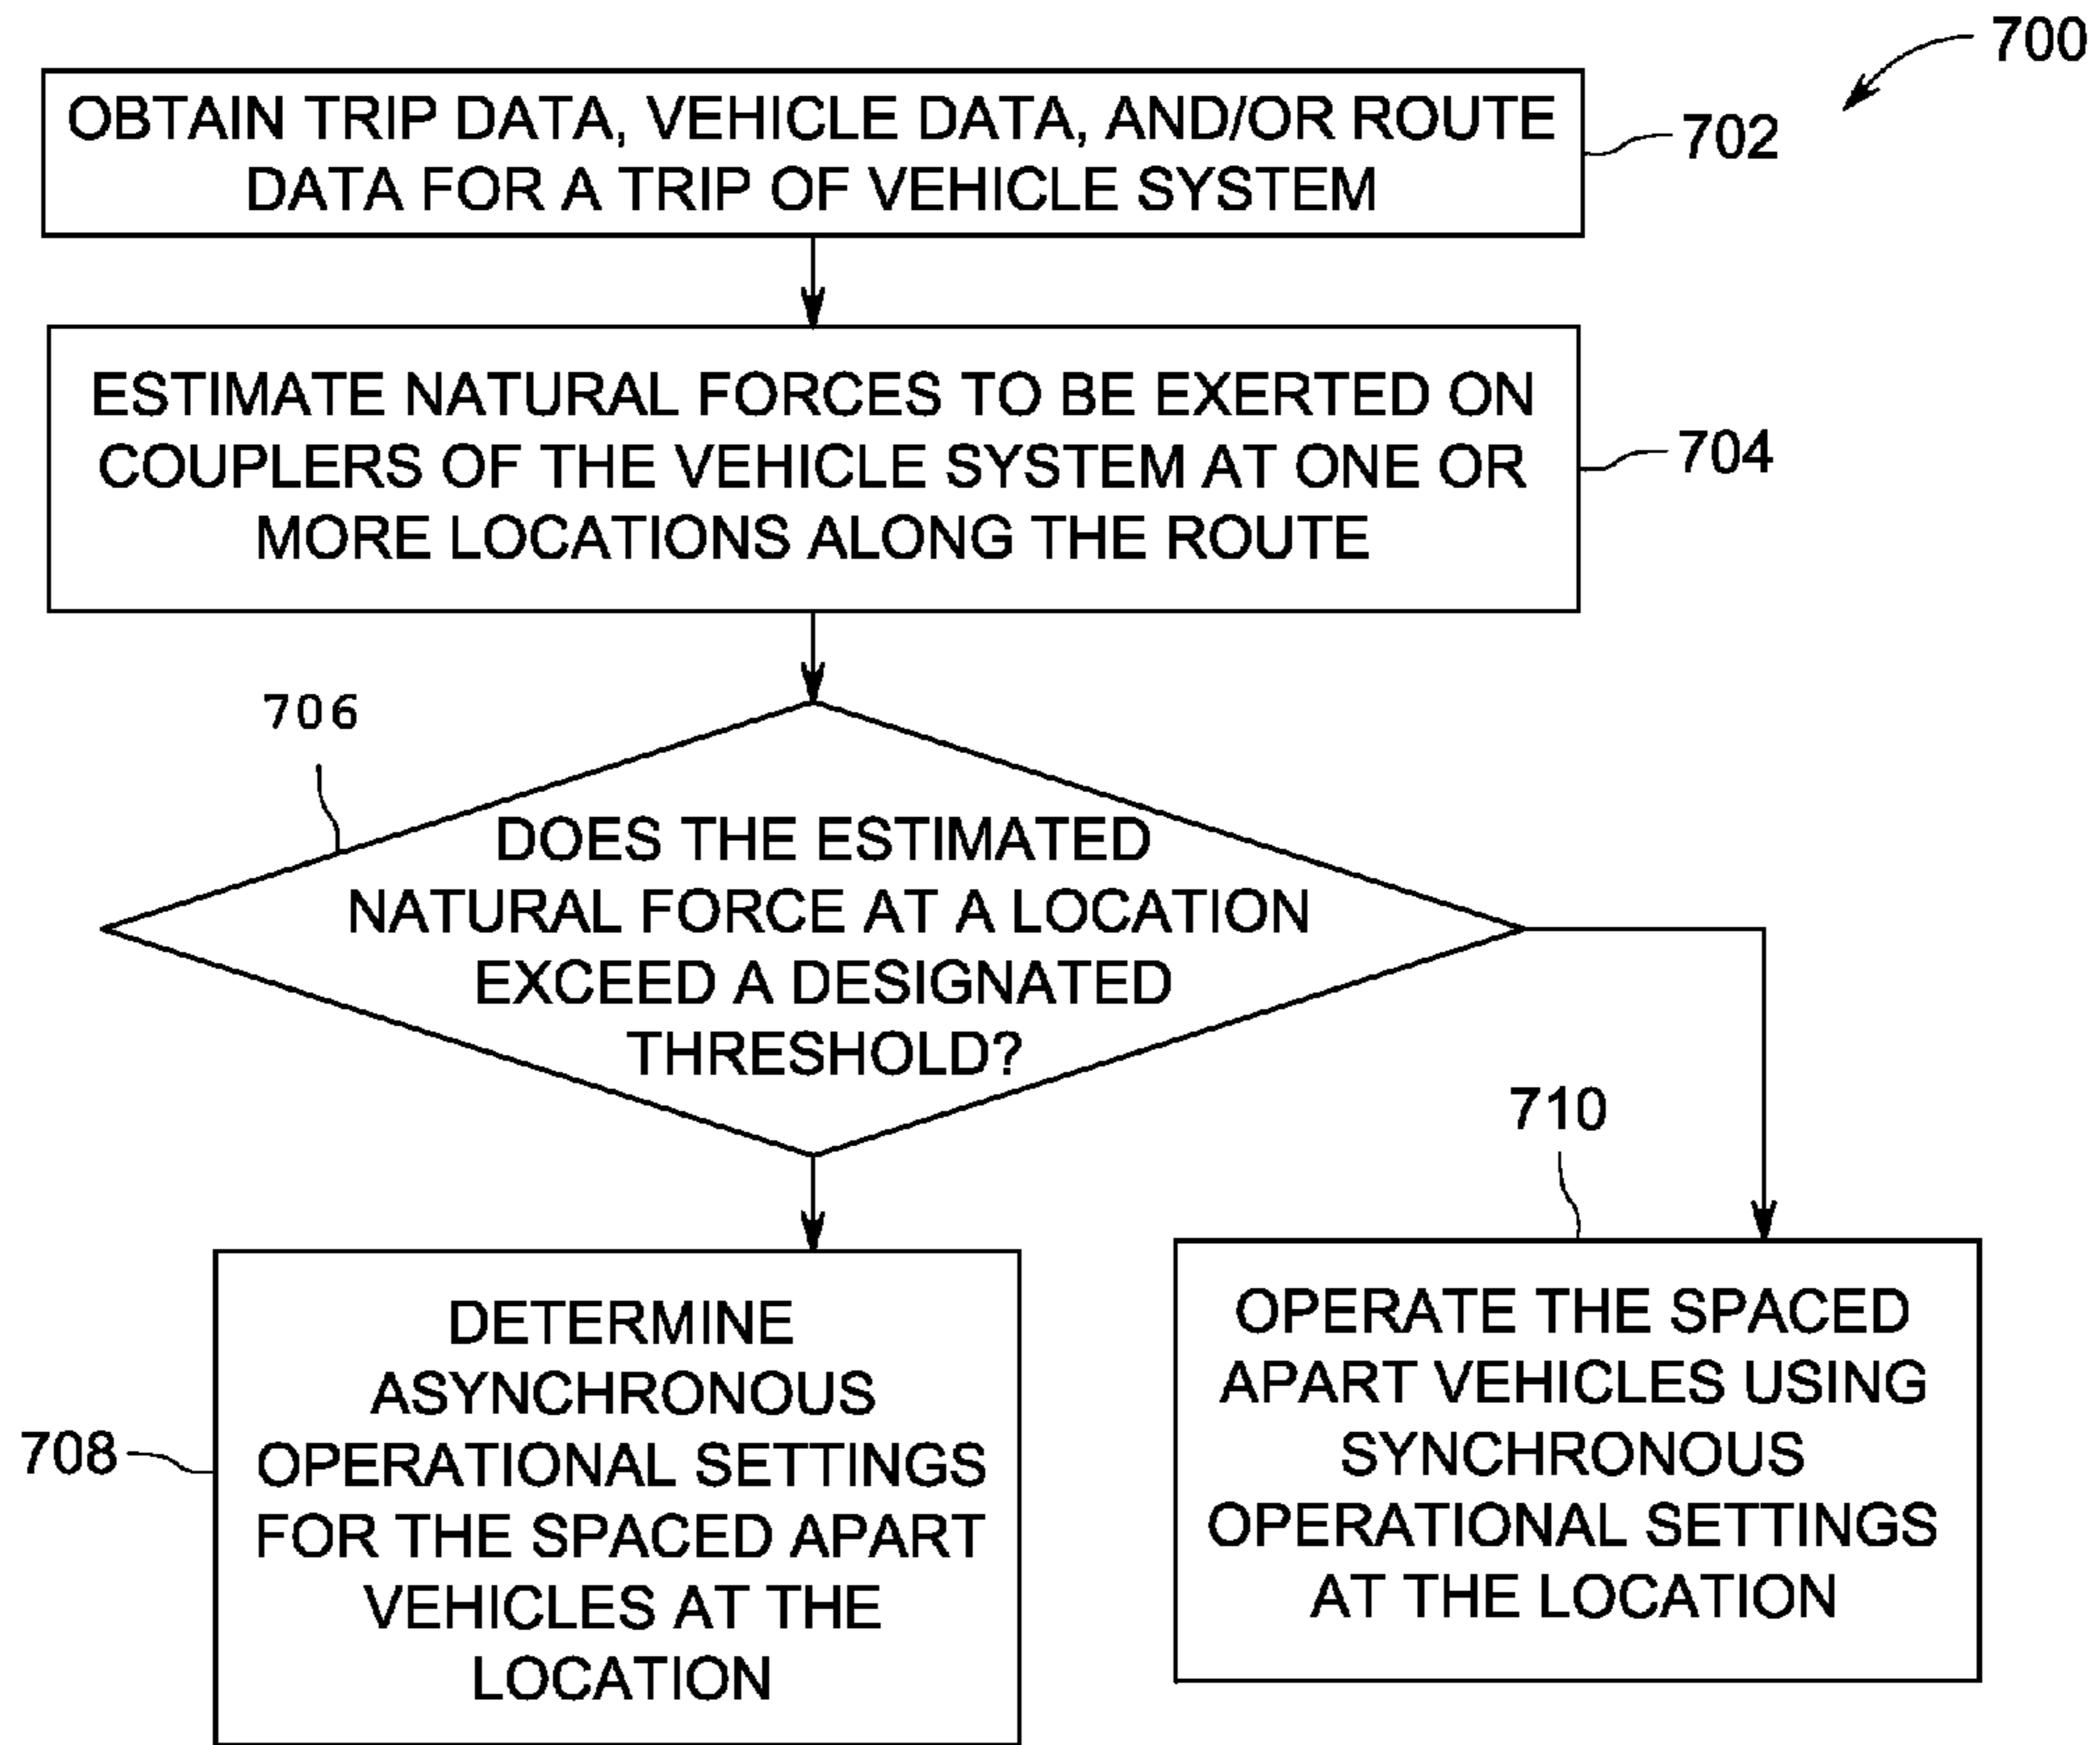 700
OBTAIN TRIP DATA, VEHICLE DATA, AND/OR ROUTE
DATA FOR A TRIP OF VEHICLE SYSTEM
702
ESTIMATE NATURAL FORCES TO BE EXERTED ON
COUPLERS OF THE VEHICLE SYSTEM AT ONE OR
MORE LOCATIONS ALONG THE ROUTE
704
706
DOES THE ESTIMATED
NATURAL FORCE AT A LOCATION
EXCEED A DESIGNATED
THRESHOLD?
708
DETERMINE
ASYNCHRONOUS
OPERATIONAL SETTINGS
FOR THE SPACED APART
VEHICLES AT THE
LOCATION
710
OPERATE THE SPACED
APART VEHICLES USING
SYNCHRONOUS
OPERATIONAL SETTINGS
AT THE LOCATION